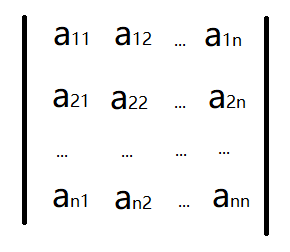 a11 a12 ... a1n
a21 a22 ... a2n
... ... ... ...
an1 an2 ... ann